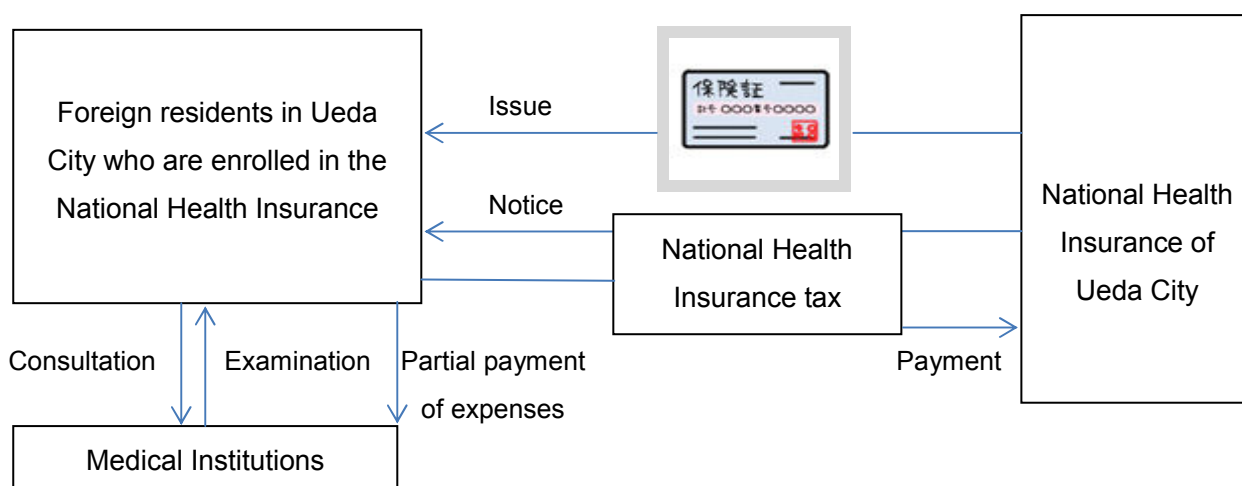 Foreign residents in Ueda
City who are enrolled in the
National Health Insurance
Issue
保険証
Notice
National Health
Insurance tax
National Health
Insurance of
Ueda City
Payment
Consultation
Examination
Partial payment
of expenses
Medical Institutions